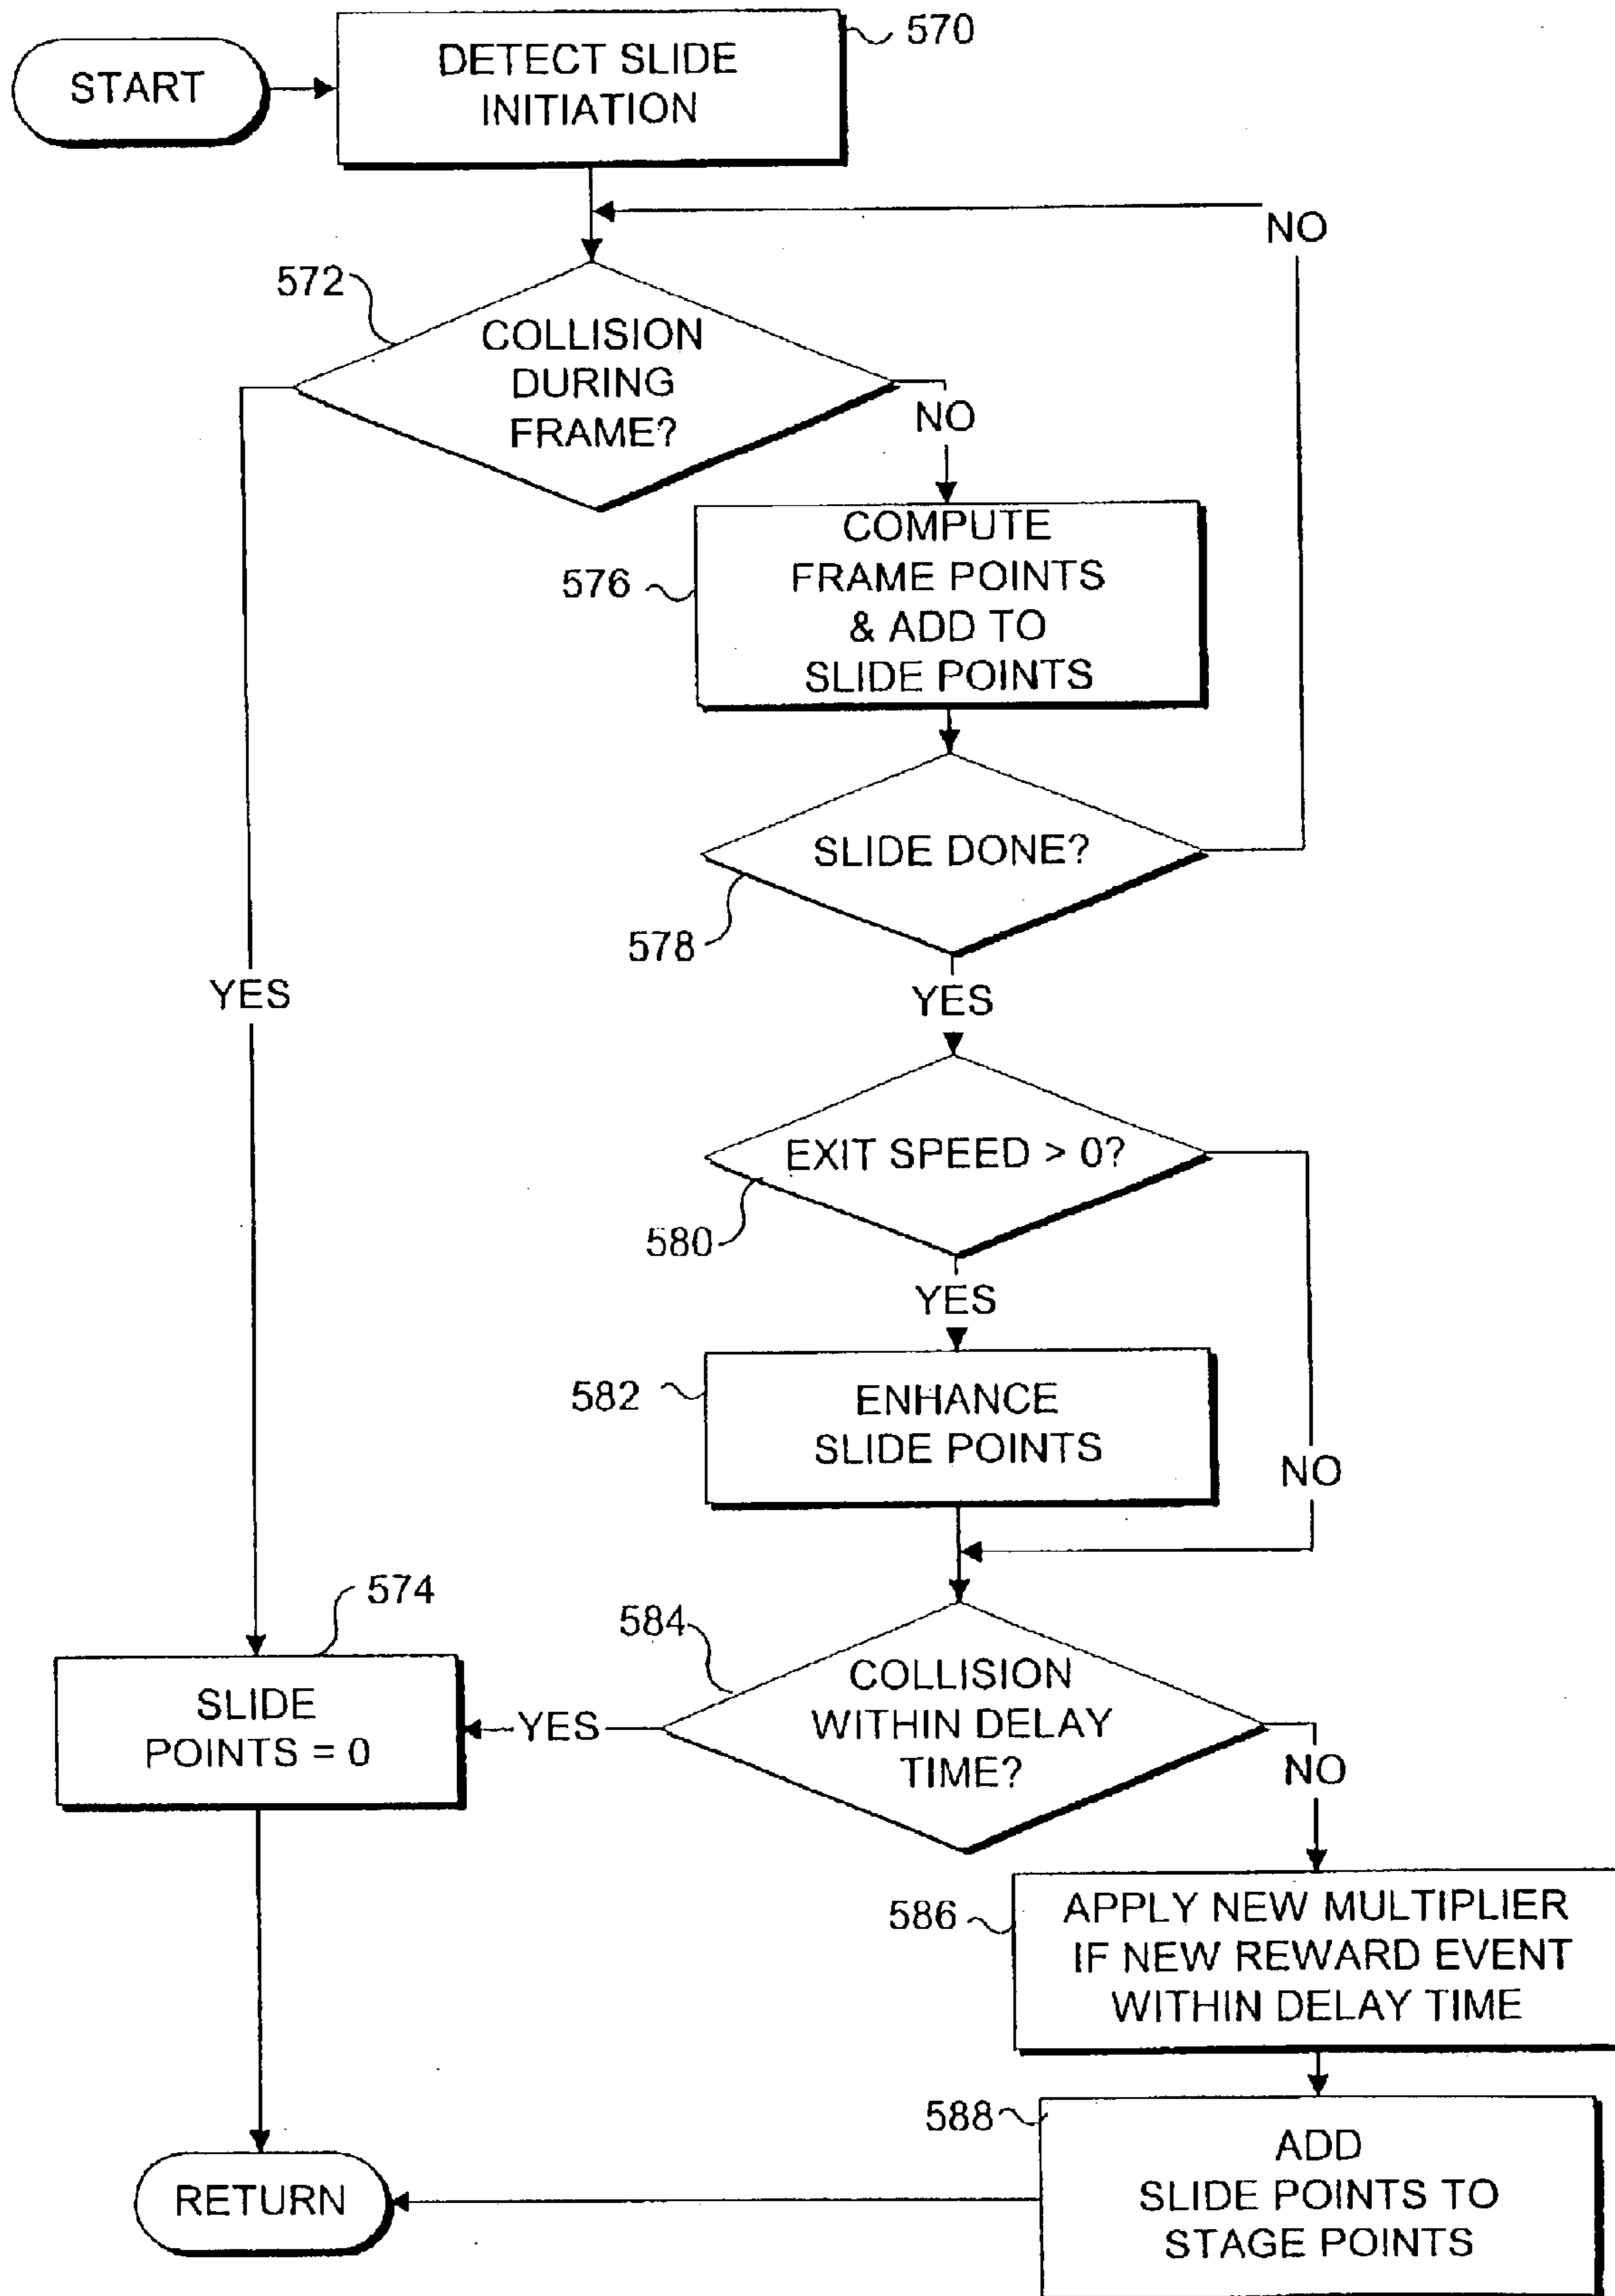 START
DETECT SLIDE
INITIATION
570
NO
572
COLLISION
DURING
FRAME?
NO
576
COMPUTE
FRAME POINTS
& ADD TO
SLIDE POINTS
SLIDE DONE?
578
YES
YES
EXIT SPEED > 0?
580
YES
582
ENHANCE
SLIDE POINTS
NO
574
SLIDE
POINTS = 0
584
COLLISION
WITHIN DELAY
TIME?
YES
NO
586
APPLY NEW MULTIPLIER
IF NEW REWARD EVENT
WITHIN DELAY TIME
588
ADD
SLIDE POINTS TO
STAGE POINTS
RETURN